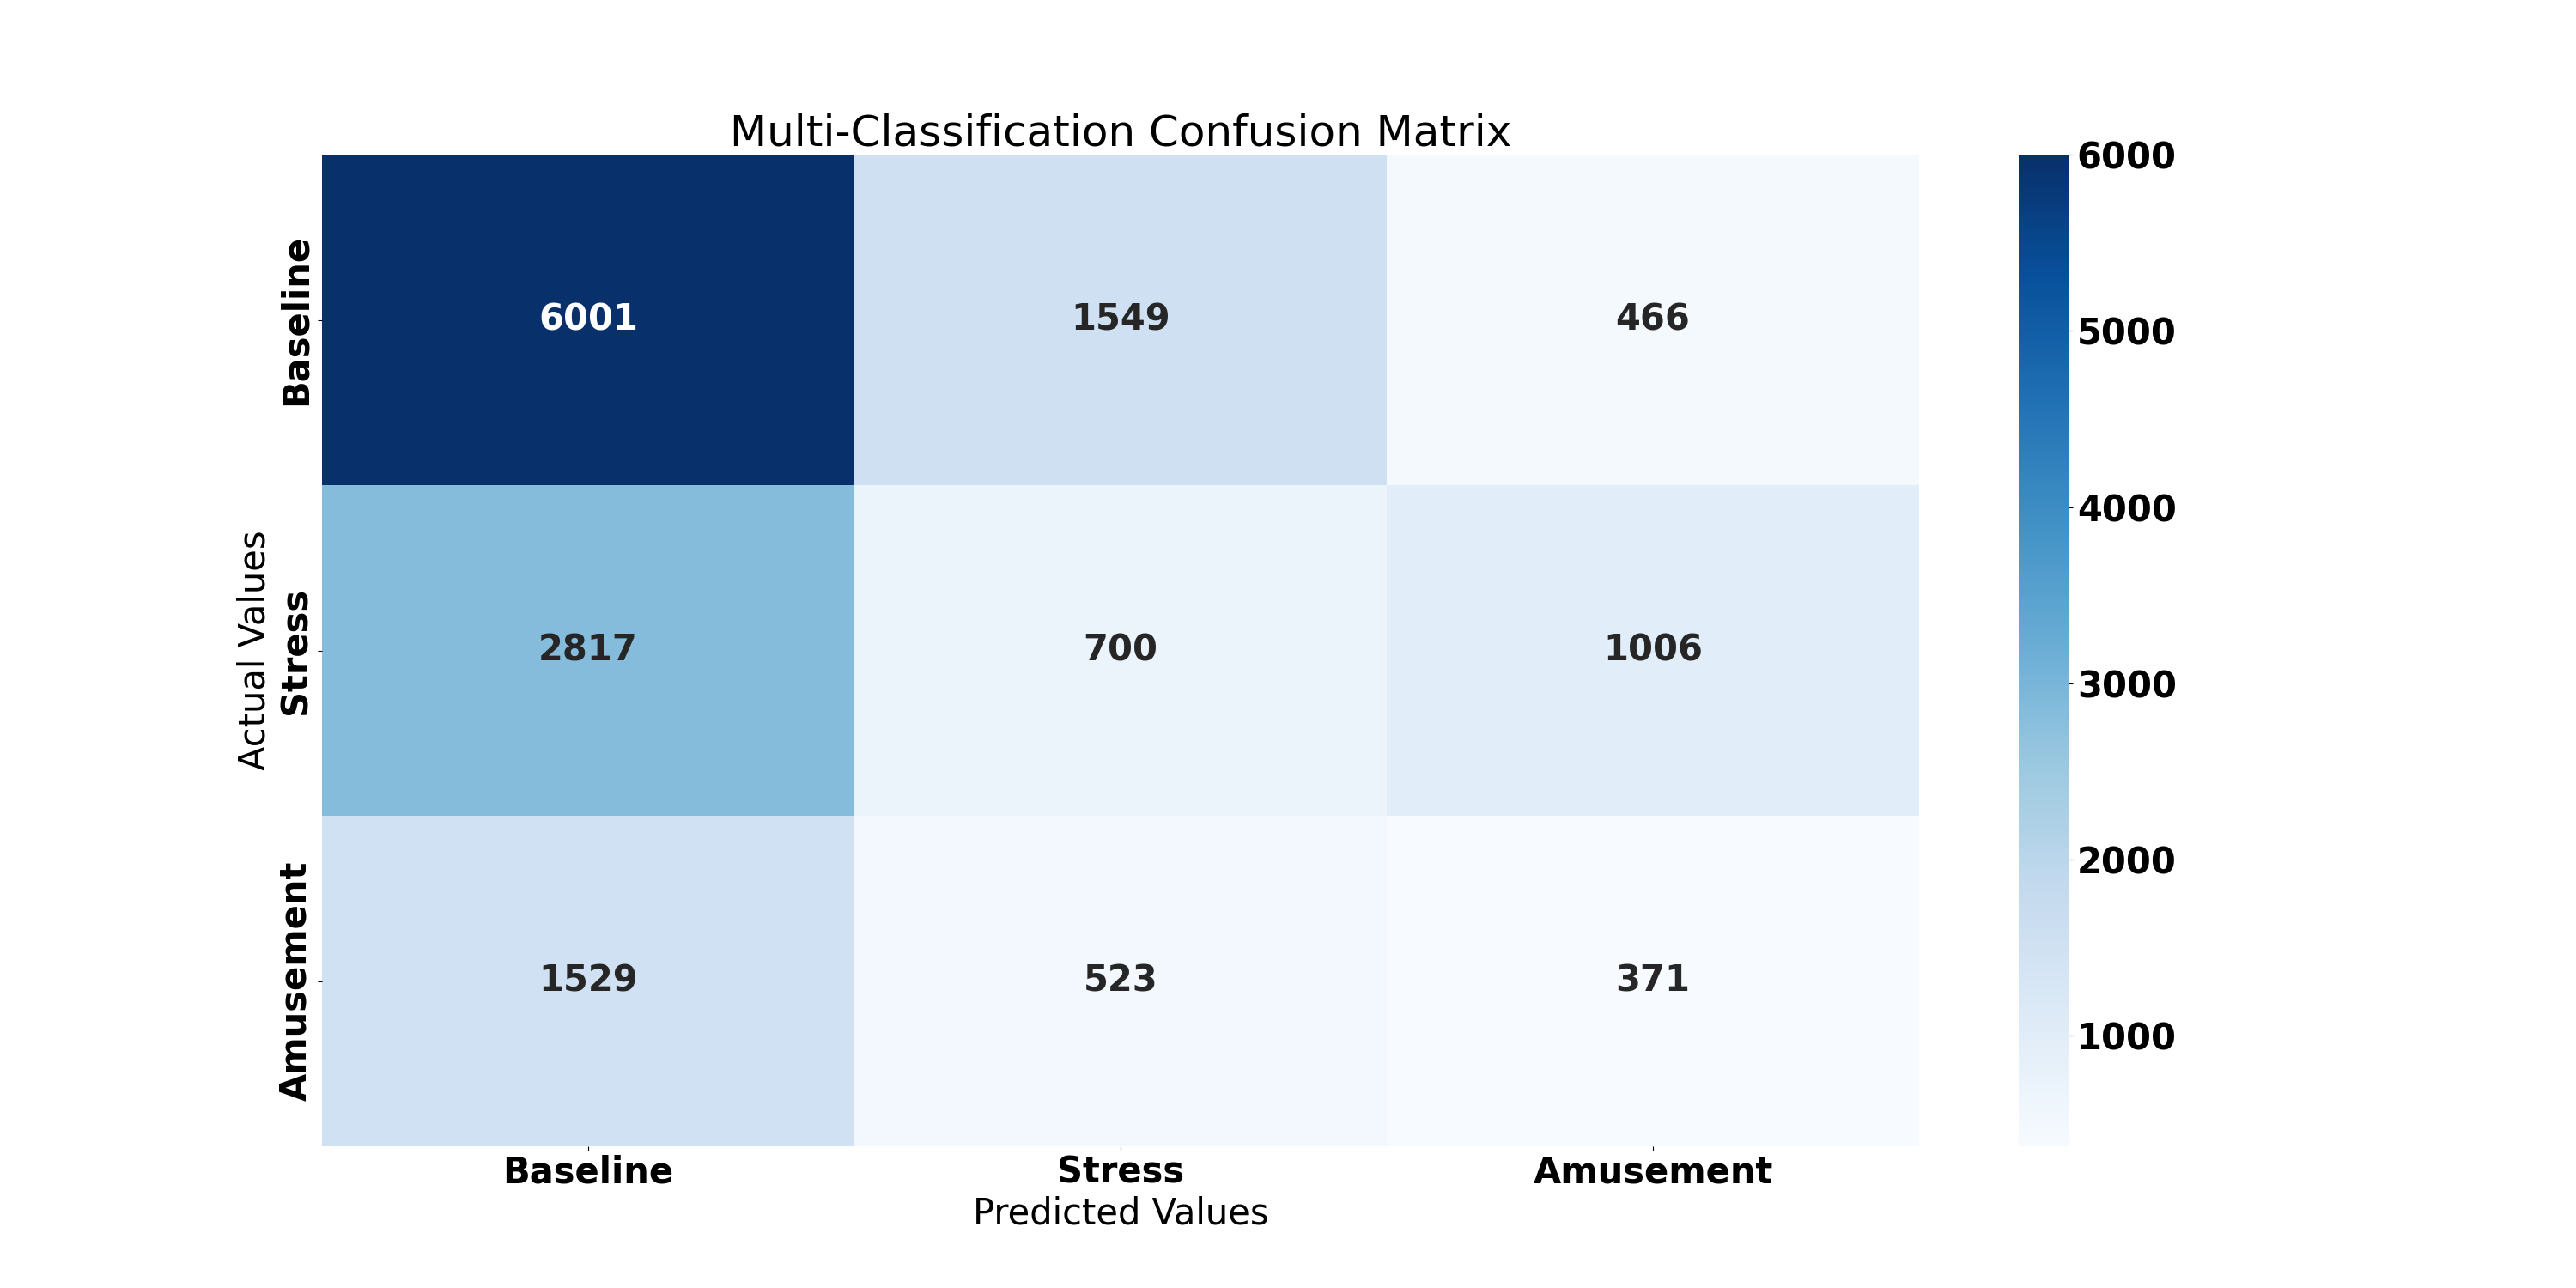 Multi-Classification Confusion Matrix
Actual Values
Baseline
6001 1549 466
Stress
2817 700 1006
Amusement
1529 523 371
Baseline Stress Amusement
Predicted Values
6000
5000
4000
3000
2000
1000